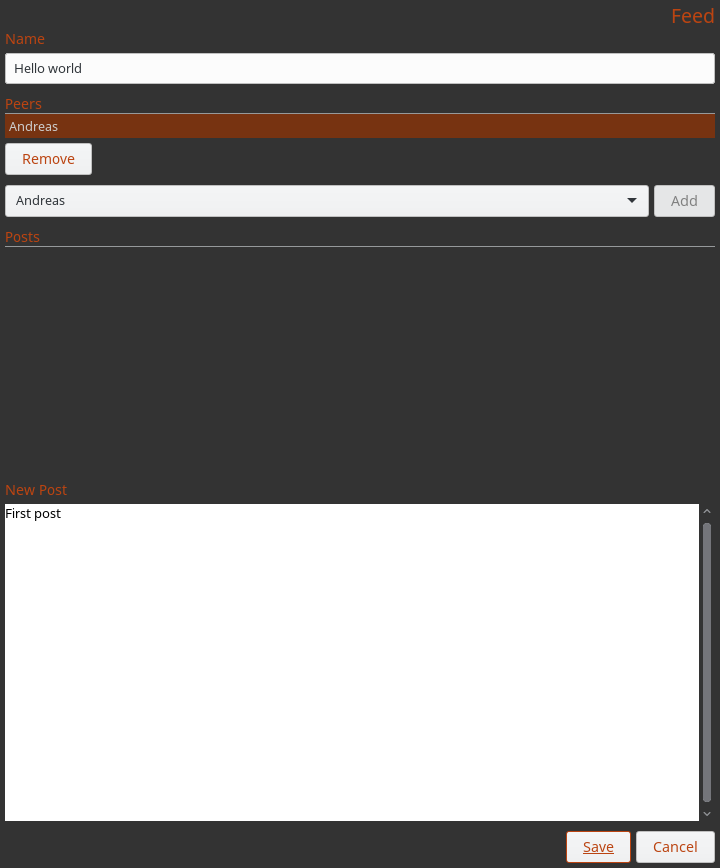 Feed
Name
Hello world
Peers
Andreas
Remove
Andreas
Add
Posts
New Post
First post
Save
Cancel